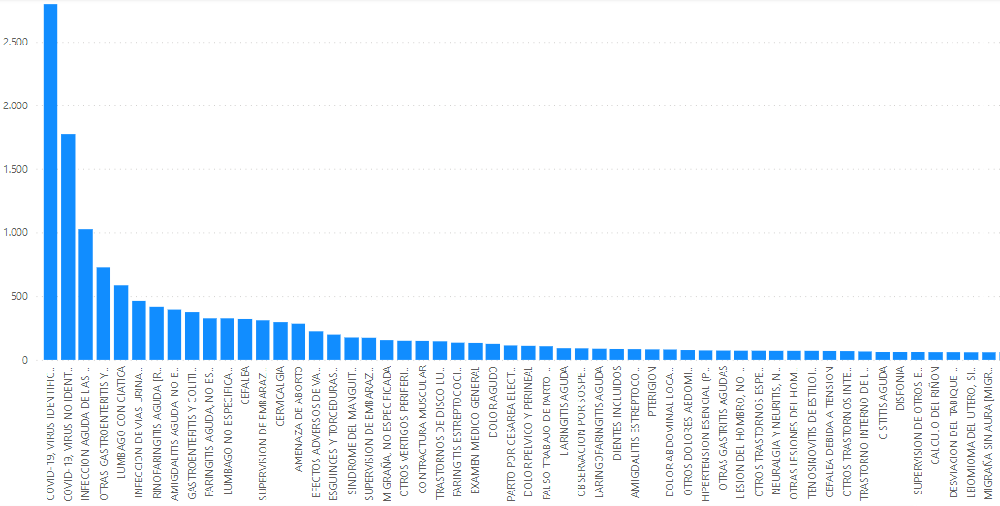 2.500
2.000
1.500
1.000
500
0
COVID-19, VIRUS IDENTIFIC...
COVID-19, VIRUS NO IDENT...
INFECCION AGUDA DE LAS ...
OTRAS GASTROENTERITIS Y...
LUMBAGO CON CIATICA
INFECCION DE VIAS URINA...
RINOFARINGITIS AGUDA [R...
AMIGDALITIS AGUDA, NO E...
GASTROENTERITIS Y COLITI...
FARINGITIS AGUDA, NO ES...
LUMBAGO NO ESPECIFICA...
CEFALEA
SUPERVISION DE EMBARAZ...
CERVICALGIA
AMENAZA DE ABORTO
EFECTOS ADVERSOS DE VA...
ESGUINCES Y TORCEDURAS...
SINDROME DEL MANGUIT...
SUPERVISION DE EMBARAZ...
MIGRAÑA, NO ESPECIFICADA
OTROS VERTIGOS PERIFERI...
CONTRACTURA MUSCULAR
TRASTORNOS DE DISCO LU...
FARINGITIS ESTREPTOCOCI...
EXAMEN MEDICO GENERAL
DOLOR AGUDO
PARTO POR CESAREA ELECT...
DOLOR PELVICO Y PERINEAL
FALSO TRABAJO DE PARTO ...
LARINGITIS AGUDA
OBSERVACION POR SOSPE...
LARINGOFARINGITIS AGUDA
DIENTES INCLUIDOS
AMIGDALITIS ESTREPTOCO...
PTERIGION
DOLOR ABDOMINAL LOCA...
OTROS DOLORES ABDOMI...
HIPERTENSION ESENCIAL (P...
OTRAS GASTRITIS AGUDAS
LESION DEL HOMBRO, NO ...
OTROS TRASTORNOS ESPE...
NEURALGIA Y NEURITIS, N...
OTRAS LESIONES DEL HOM...
TENOSINOVITIS DE ESTILOI...
CEFALEA DEBIDA A TENSION
OTROS TRASTORNOS INTE...
TRASTORNO INTERNO DE L...
CISTITIS AGUDA
DISFONIA
SUPERVISION DE OTROS E...
CALCULO DEL RIÑON
DESVIACION DEL TABIQUE ...
LEIOMIOMA DEL UTERO, SI...
MIGRAÑA SIN AURA [MIGR...